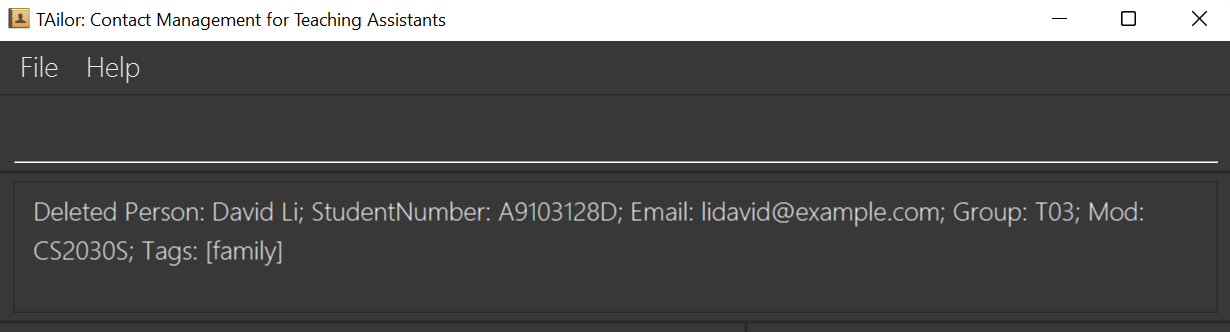 TAilor: Contact Management for Teaching Assistants
File Help
Deleted Person: David Li; StudentNumber: A9103128D; Email: lidavid@example.com; Group: T03; Mod:
CS2030S; Tags: [family]